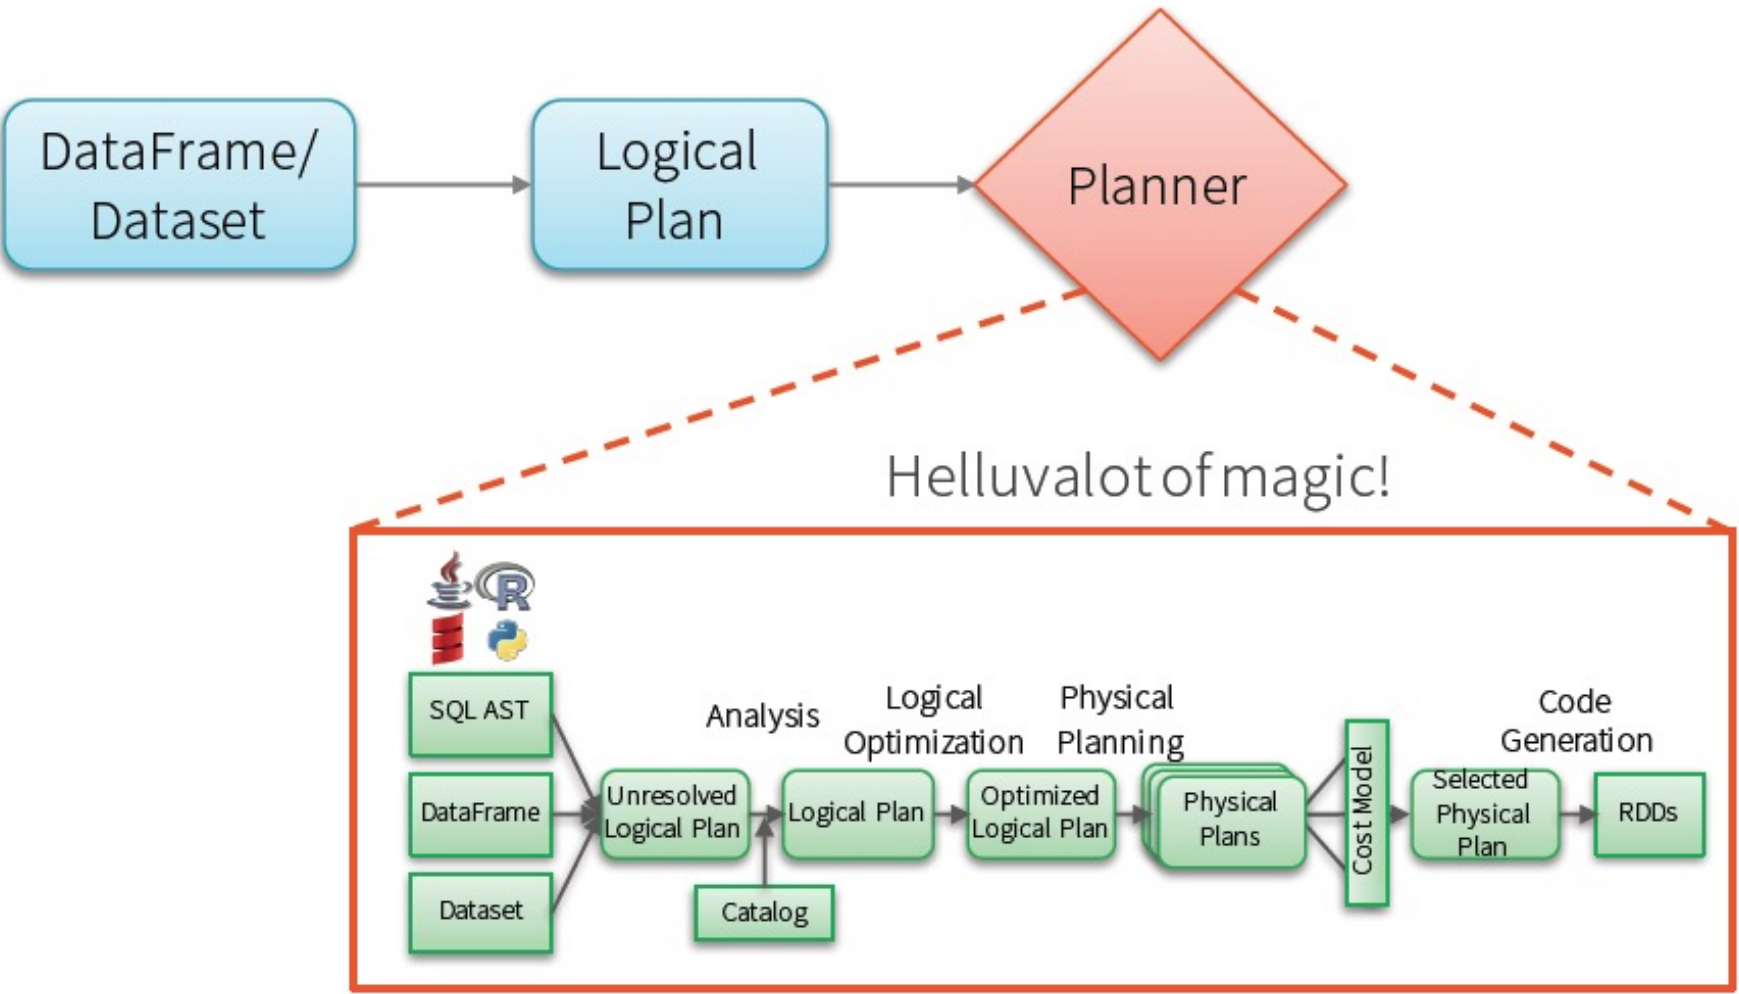 DataFrame/
Dataset
Logical
Plan
Planner
Helluvalot of magic!
R
SQL AST
DataFrame
Dataset
Unresolved
Logical Plan
Analysis
Catalog
Logical Plan
Logical
Optimization
Optimized
Logical Plan
Physical
Planning
Physical
Plans
Cost Model
Selected
Physical
Plan
Code
Generation
RDDs